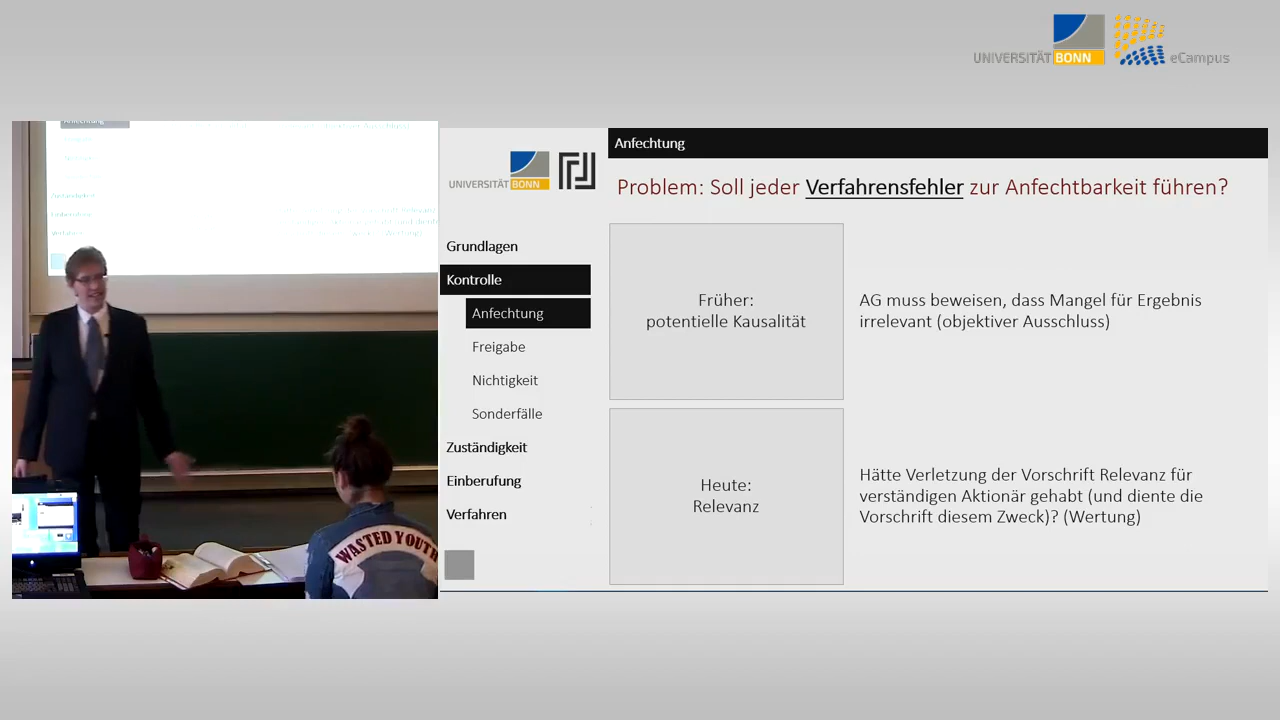 UNIVERSITÄT BONN eCampus
UNIVERSITÄT BONN
Anfechtung
Problem: Soll jeder Verfahrensfehler zur Anfechtbarkeit führen?
Grundlagen
Kontrolle
Anfechtung
Freigabe
Nichtigkeit
Sonderfälle
Zuständigkeit
Einberufung
Verfahren
Früher:
potentielle Kausalität
AG muss beweisen, dass Mangel für Ergebnis
irrelevant (objektiver Ausschluss)
Heute:
Relevanz
Hätte Verletzung der Vorschrift Relevanz für
verständigen Aktionär gehabt (und diente die
Vorschrift diesem Zweck)? (Wertung)
WASTED YOUTH